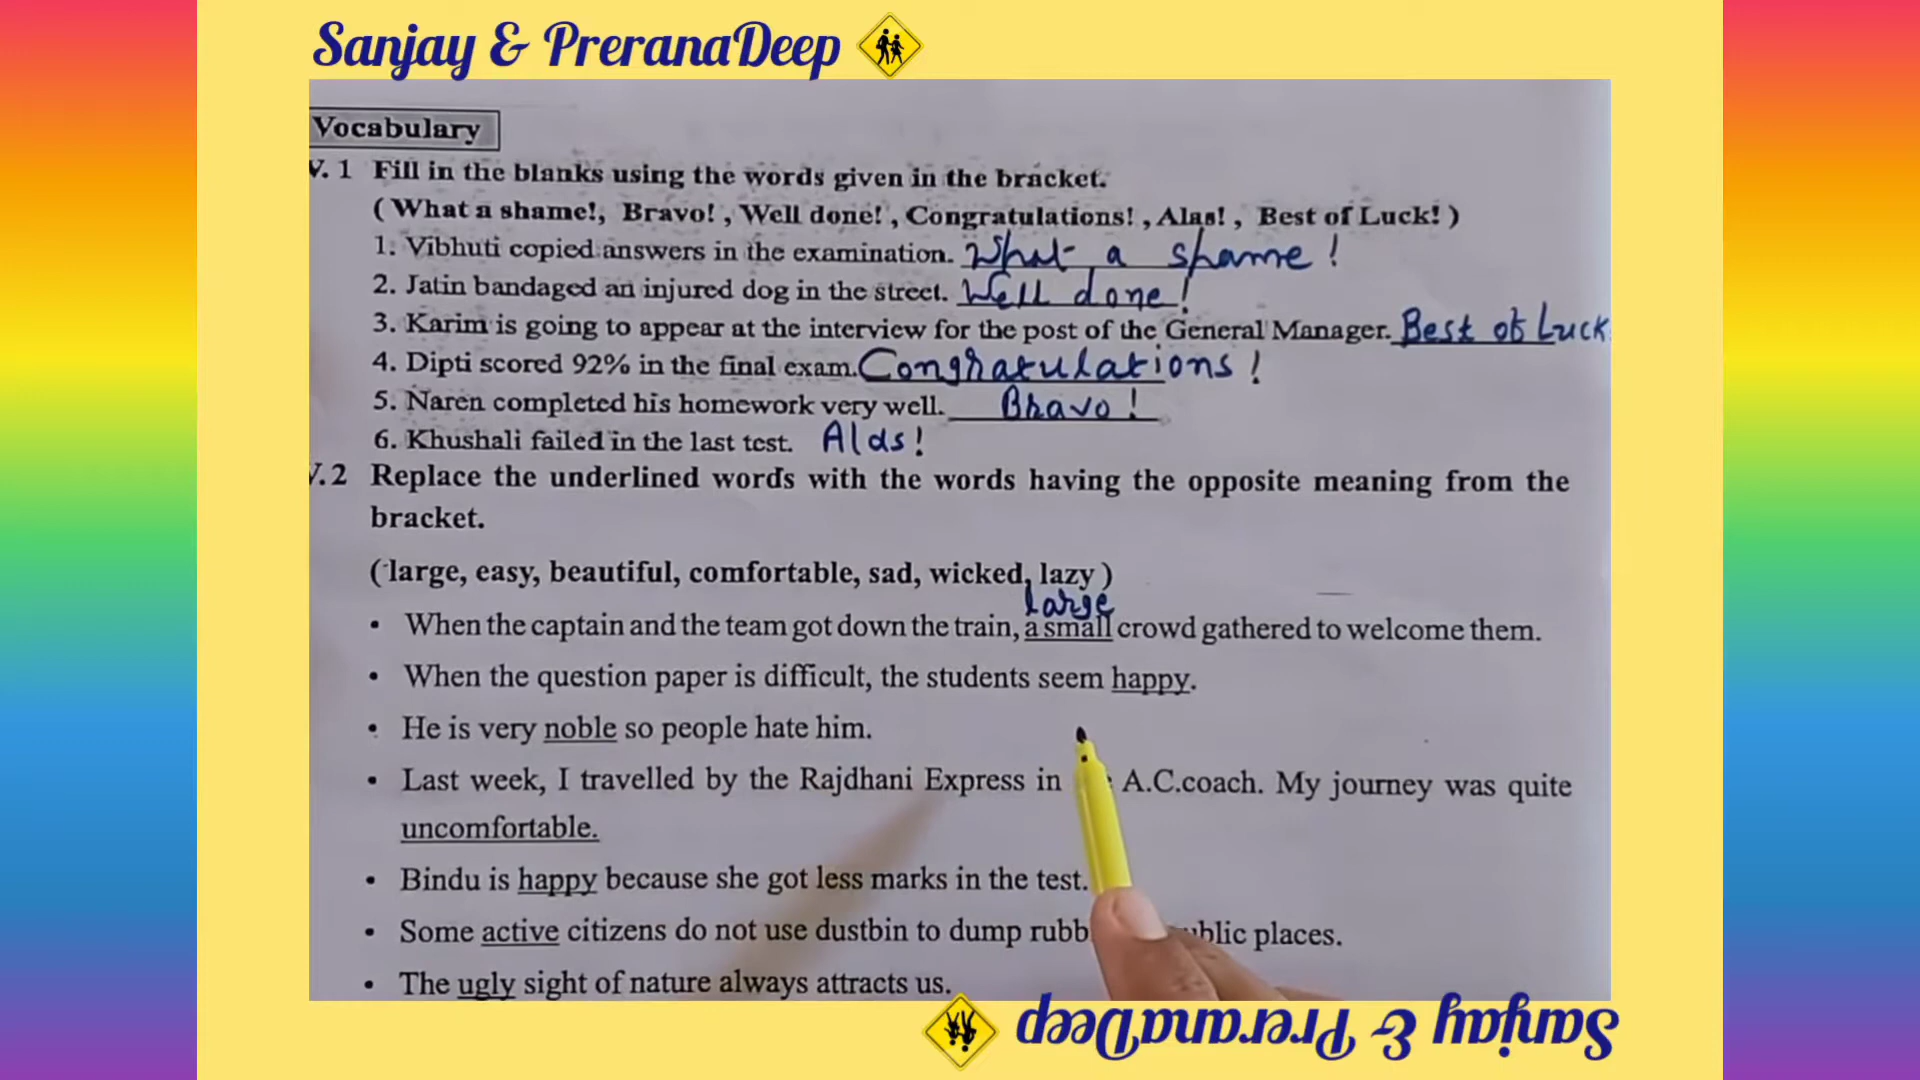 Sanjay & PreranaDeep
Vocabulary
V. 1 Fill in the blanks using the words given in the bracket.
( What a shame!, Bravo! , Well done! , Congratulations! , Alas! , Best of Luck! )
1. Vibhuti copied answers in the examination. What a shame!
2. Jatin bandaged an injured dog in the street. Well done!
3. Karim is going to appear at the interview for the post of the General Manager. Best of Luck
4. Dipti scored 92% in the final exam. Congratulations!
5. Naren completed his homework very well. Bravo!
6. Khushali failed in the last test. Alas!
V.2 Replace the underlined words with the words having the opposite meaning from the
bracket.
( large, easy, beautiful, comfortable, sad, wicked, lazy )
large
• When the captain and the team got down the train, a small crowd gathered to welcome them.
• When the question paper is difficult, the students seem happy.
• He is very noble so people hate him.
• Last week, I travelled by the Rajdhani Express in A.C.coach. My journey was quite
uncomfortable.
• Bindu is happy because she got less marks in the test.
• Some active citizens do not use dustbin to dump places.
• The ugly sight of nature always attracts us.
Sanjay & PreranaDeep